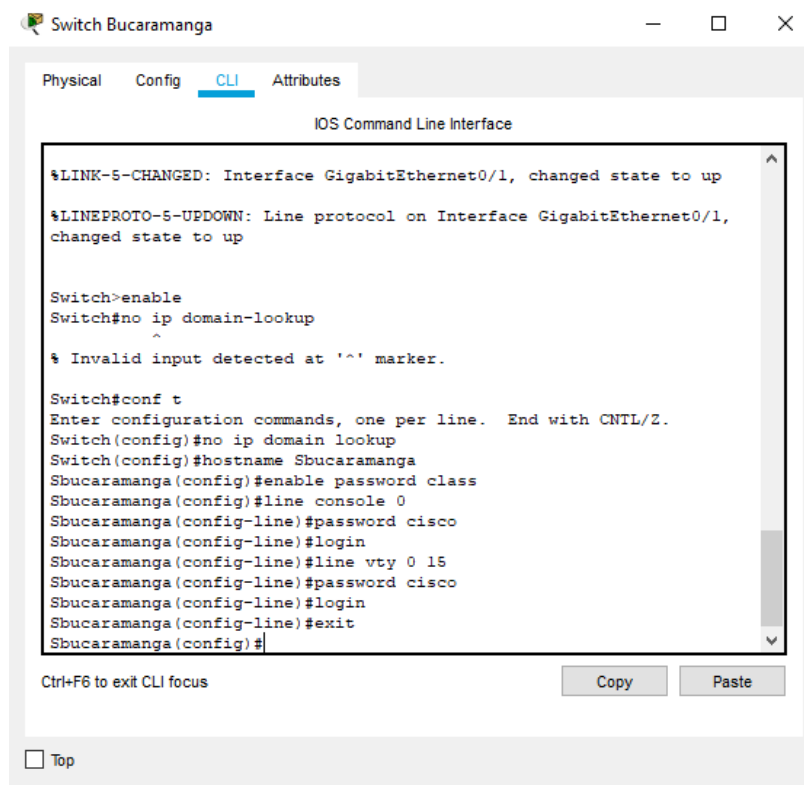 Switch Bucaramanga
Physical Config CLI Attributes
IOS Command Line Interface
%LINK-5-CHANGED: Interface GigabitEthernet0/1, changed state to up
%LINEPROTO-5-UPDOWN: Line protocol on Interface GigabitEthernet0/1,
changed state to up
Switch>enable
Switch#no ip domain-lookup
^
% Invalid input detected at '^' marker.
Switch#conf t
Enter configuration commands, one per line.  End with CNTL/Z.
Switch(config)#no ip domain lookup
Switch(config)#hostname Sbucaramanga
Sbucaramanga(config)#enable password class
Sbucaramanga(config)#line console 0
Sbucaramanga(config-line)#password cisco
Sbucaramanga(config-line)#login
Sbucaramanga(config-line)#line vty 0 15
Sbucaramanga(config-line)#password cisco
Sbucaramanga(config-line)#login
Sbucaramanga(config-line)#exit
Sbucaramanga(config)#
Ctrl+F6 to exit CLI focus
Copy Paste
Top